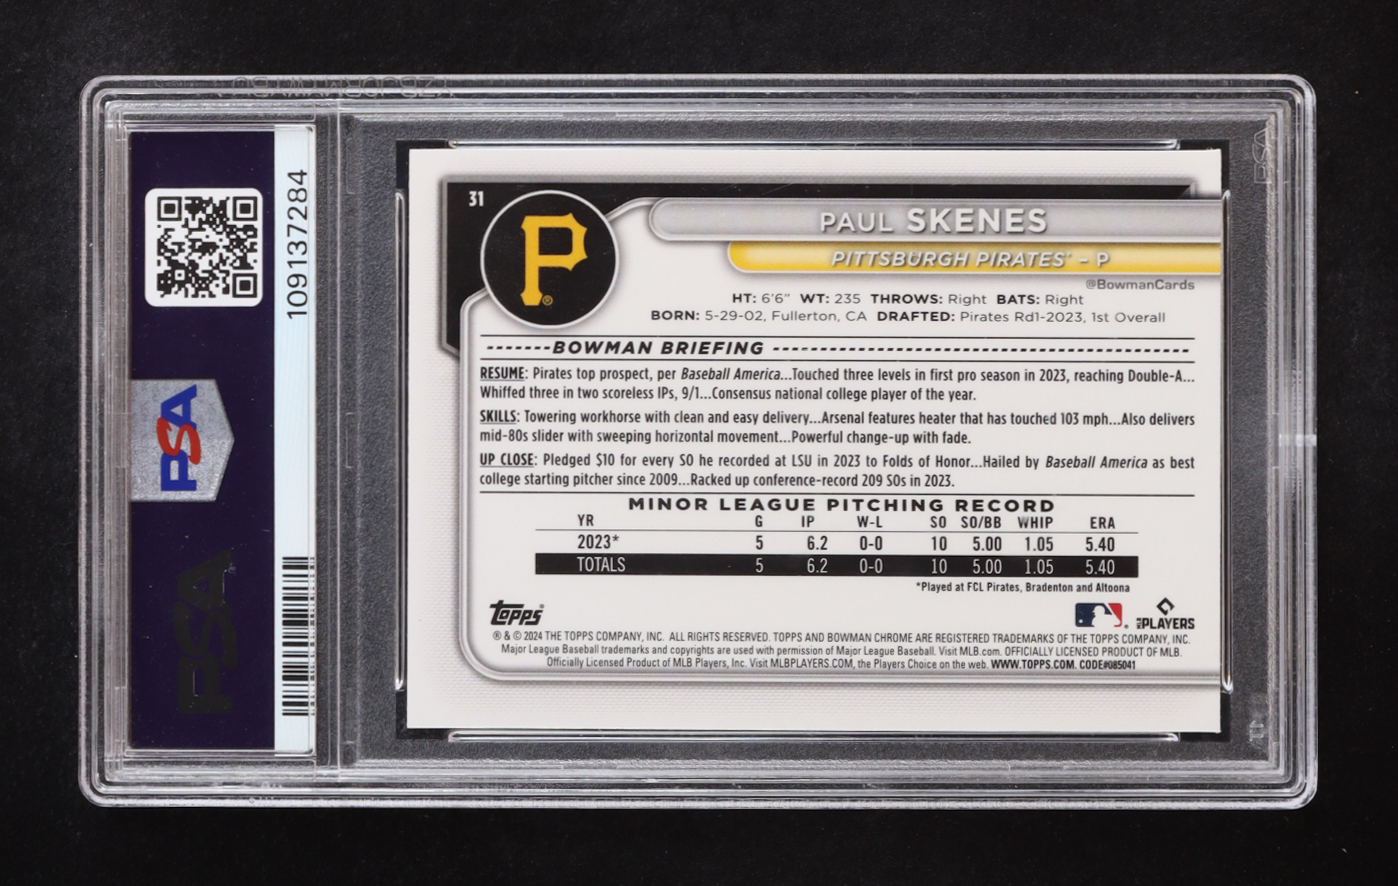 109137284
PSA
PSA
31
P
PAUL SKENES
PITTSBURGH PIRATES® – P
@BowmanCards
HT: 6'6" WT: 235 THROWS: Right BATS: Right
BORN: 5-29-02, Fullerton, CA DRAFTED: Pirates Rd1-2023, 1st Overall
BOWMAN BRIEFING
RESUME: Pirates top prospect, per Baseball America...Touched three levels in first pro season in 2023, reaching Double-A...
Whiffed three in two scoreless IPs, 9/1...Consensus national college player of the year.
SKILLS: Towering workhorse with clean and easy delivery...Arsenal features heater that has touched 103 mph...Also delivers
mid-80s slider with sweeping horizontal movement...Powerful change-up with fade.
UP CLOSE: Pledged $10 for every SO he recorded at LSU in 2023 to Folds of Honor...Hailed by Baseball America as best
college starting pitcher since 2009...Racked up conference-record 209 SOs in 2023.
MINOR LEAGUE PITCHING RECORD
YR G IP W-L SO SO/BB WHIP ERA
2023* 5 6.2 0-0 10 5.00 1.05 5.40
TOTALS 5 6.2 0-0 10 5.00 1.05 5.40
*Played at FCL Pirates, Bradenton and Altoona
Topps®
MLB PLAYERS
® & © 2024 THE TOPPS COMPANY, INC. ALL RIGHTS RESERVED. TOPPS AND BOWMAN CHROME ARE REGISTERED TRADEMARKS OF THE TOPPS COMPANY, INC.
Major League Baseball trademarks and copyrights are used with permission of Major League Baseball. Visit MLB.com. OFFICIALLY LICENSED PRODUCT OF MLB.
Officially Licensed Product of MLB Players, Inc. Visit MLBPLAYERS.COM, the Players Choice on the web. WWW.TOPPS.COM. CODE#085041